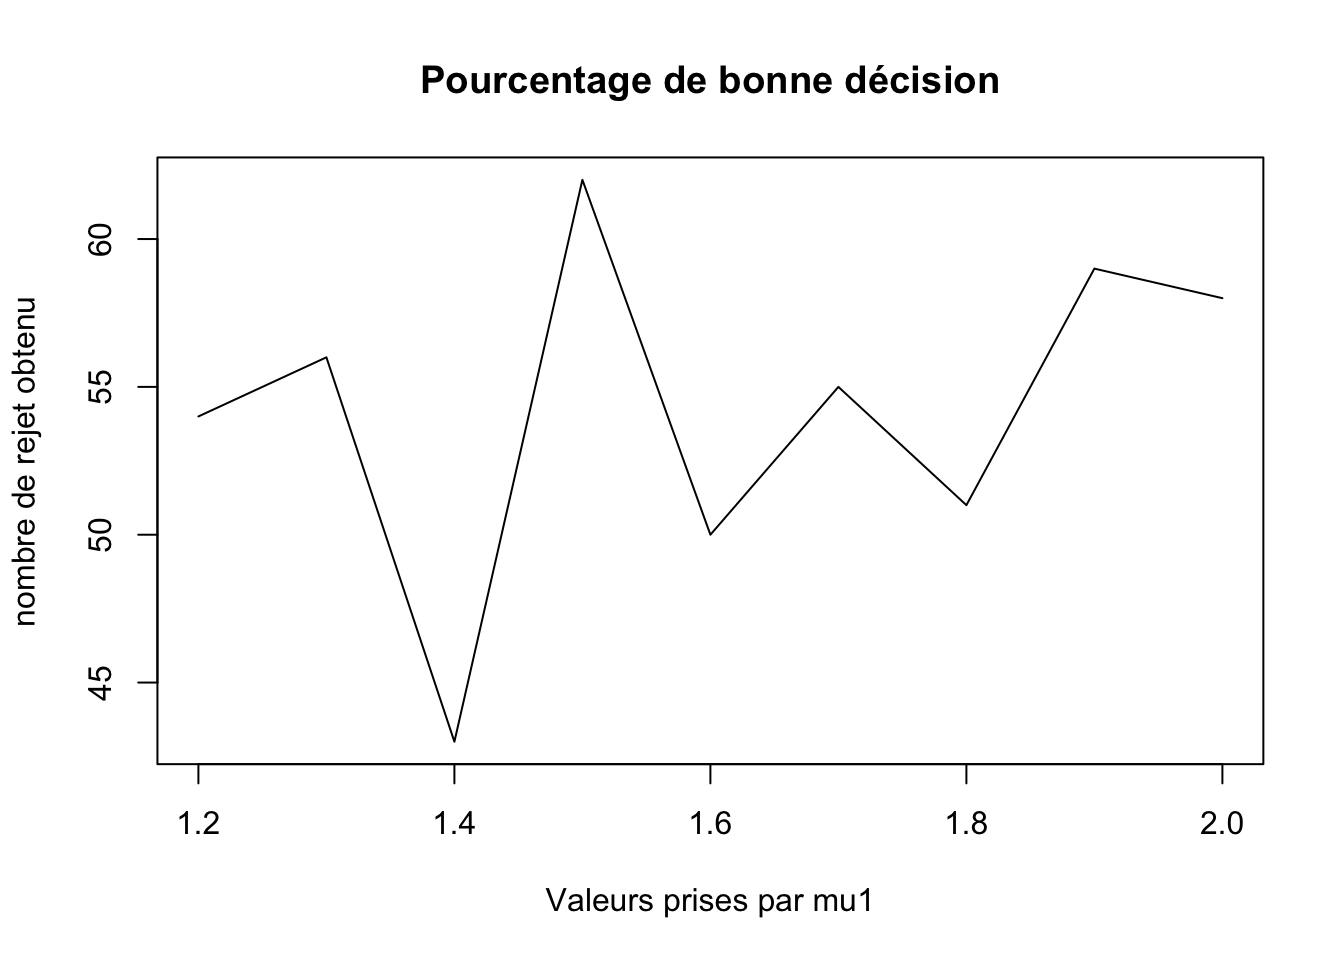 Pourcentage de bonne décision
nombre de rejet obtenu
60
55
50
45
1.2 1.4 1.6 1.8 2.0
Valeurs prises par mu1